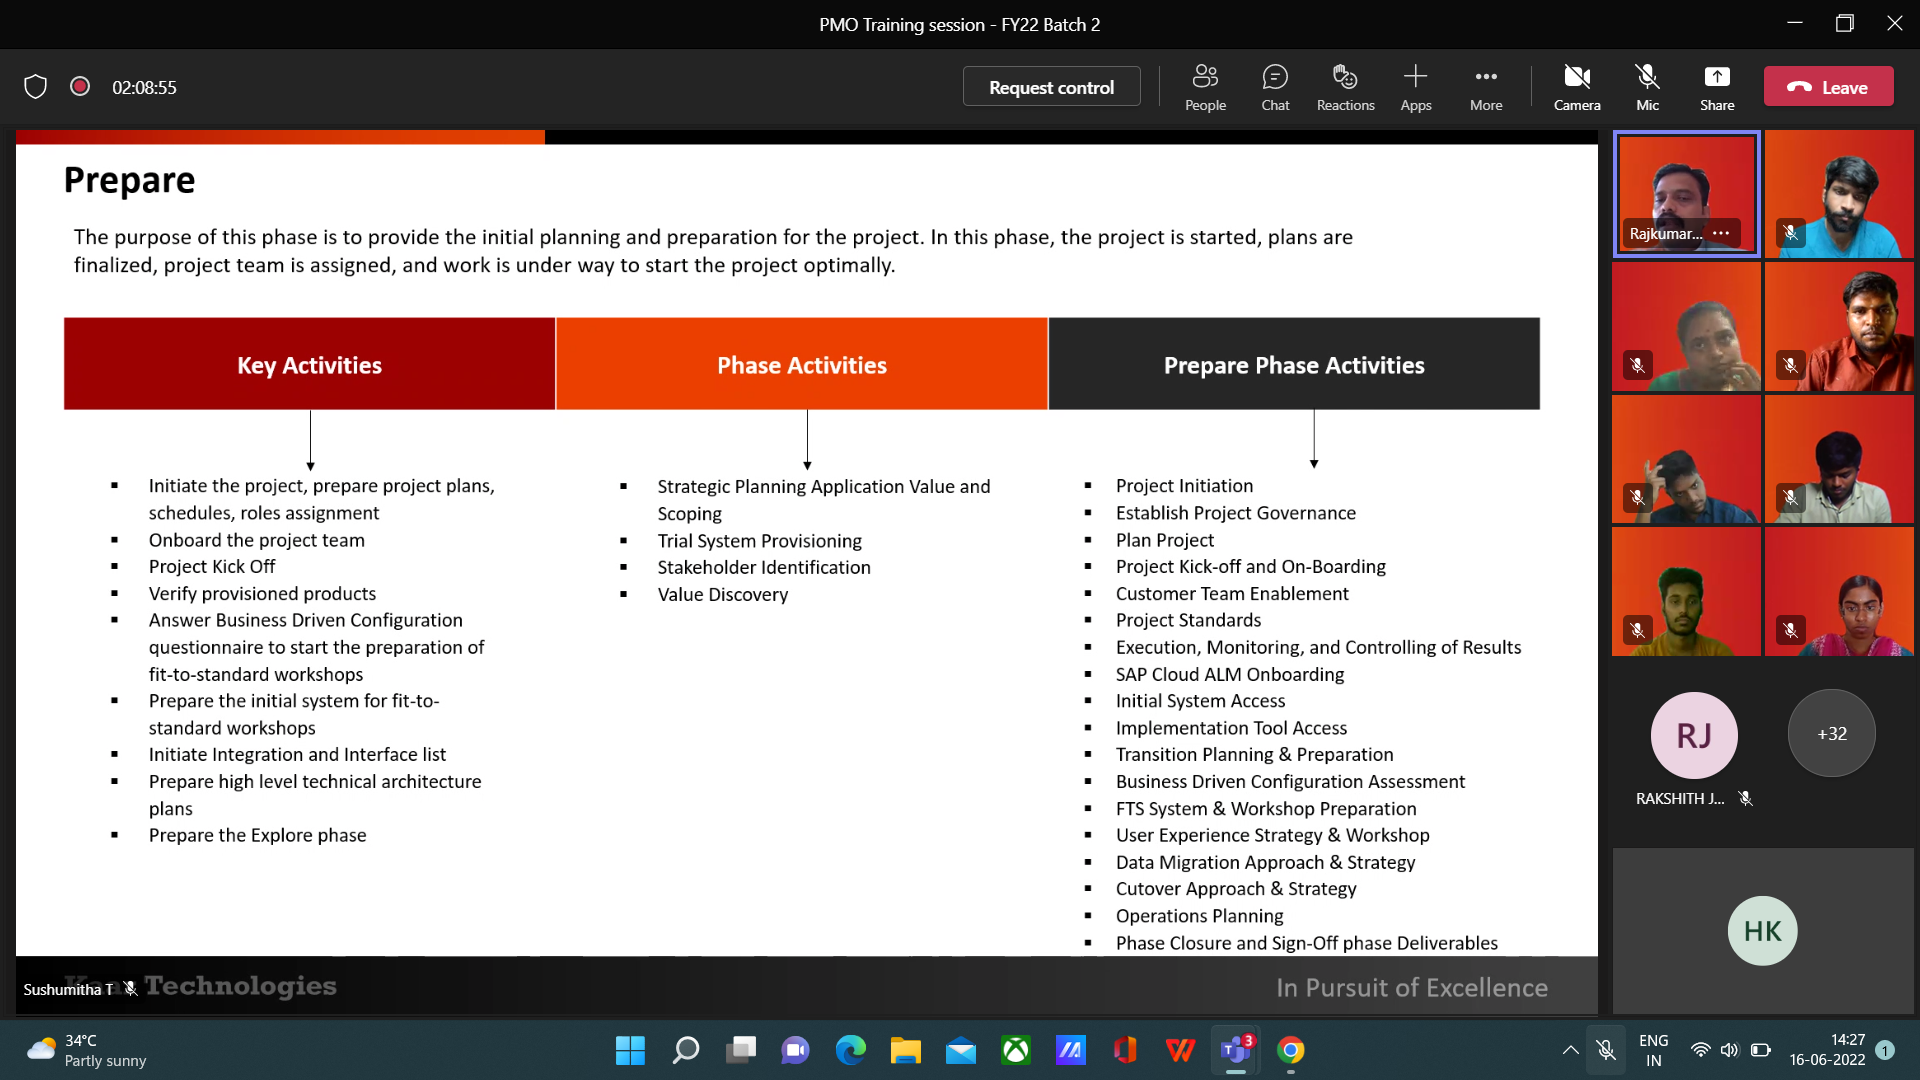 PMO Training session - FY22 Batch 2
02:08:55
Request control
People
Chat
Reactions
Apps
More
Camera
Mic
Share
Leave
Prepare
The purpose of this phase is to provide the initial planning and preparation for the project. In this phase, the project is started, plans are
finalized, project team is assigned, and work is under way to start the project optimally.
Key Activities
Phase Activities
Prepare Phase Activities
Initiate the project, prepare project plans,
schedules, roles assignment
Onboard the project team
Project Kick Off
Verify provisioned products
Answer Business Driven Configuration
questionnaire to start the preparation of
fit-to-standard workshops
Prepare the initial system for fit-to-
standard workshops
Initiate Integration and Interface list
Prepare high level technical architecture
plans
Prepare the Explore phase
Strategic Planning Application Value and
Scoping
Trial System Provisioning
Stakeholder Identification
Value Discovery
Project Initiation
Establish Project Governance
Plan Project
Project Kick-off and On-Boarding
Customer Team Enablement
Project Standards
Execution, Monitoring, and Controlling of Results
SAP Cloud ALM Onboarding
Initial System Access
Implementation Tool Access
Transition Planning & Preparation
Business Driven Configuration Assessment
FTS System & Workshop Preparation
User Experience Strategy & Workshop
Data Migration Approach & Strategy
Cutover Approach & Strategy
Operations Planning
Phase Closure and Sign-Off phase Deliverables
Technologies
In Pursuit of Excellence
Sushumitha T
Rajkumar...
RJ
+32
RAKSHITH J...
HK
34°C
Partly sunny
3
ENG
IN
14:27
16-06-2022
1